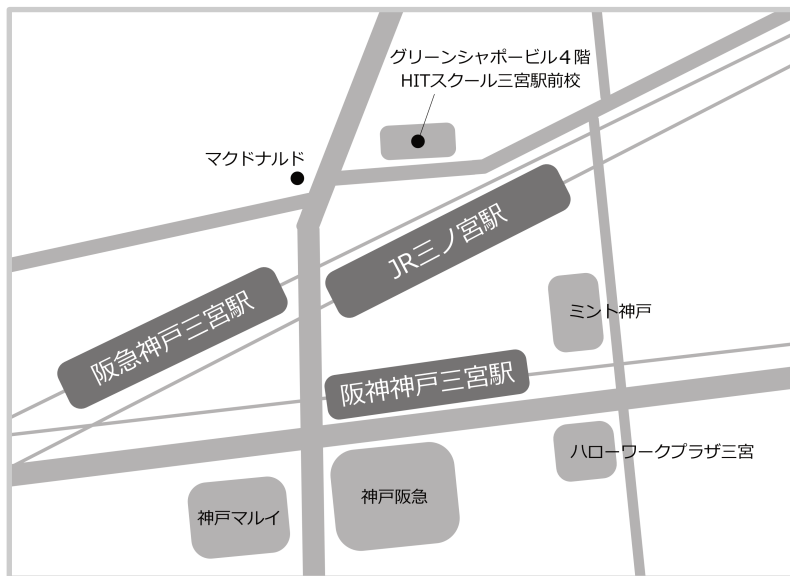 グリーンシャポービル４階
HITスクール三宮駅前校
マクドナルド
JR三ノ宮駅
阪急神戸三宮駅
ミント神戸
阪神神戸三宮駅
ハローワークプラザ三宮
神戸阪急
神戸マルイ